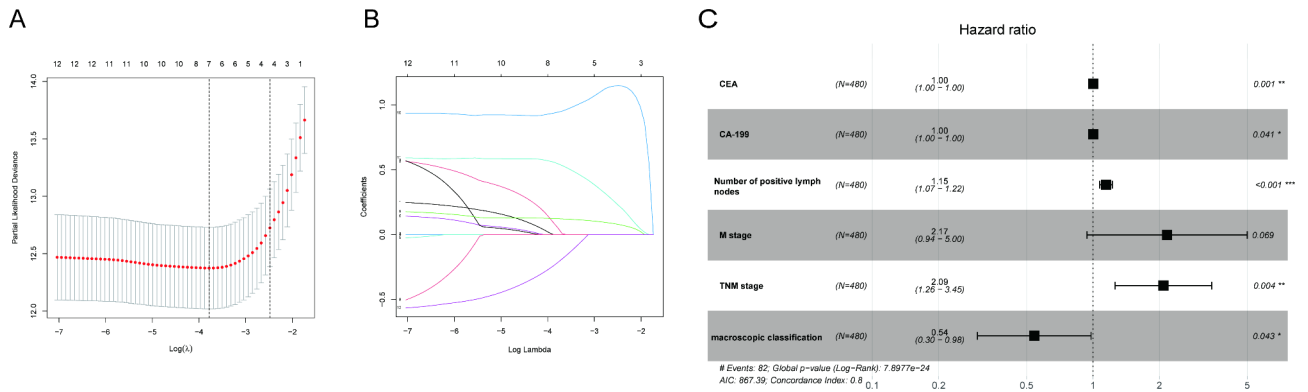 A
12 12 12 11 10 10 10 8 6 6 5 4 4 3 1
14.0
13.5
13.0
12.5
12.0
Partial Likelihood Deviance
−7 −6 −5 −4 −3 −2
Log(λ)
B
12 11 10 8 5 3
1.0
0.5
0.0
−0.5
Coefficients
−7 −6 −5 −4 −3 −2
Log Lambda
C
Hazard ratio
CEA (N=480) 1.00 0.001 **
(1.00 − 1.00)
CA−199 (N=480) 1.00 0.041 *
(1.00 − 1.00)
Number of positive lymph
nodes (N=480) 1.15 <0.001 ***
(1.07 − 1.22)
M stage (N=480) 2.17 0.069
(0.94 − 5.00)
TNM stage (N=480) 2.09 0.004 **
(1.26 − 3.45)
macroscopic classification (N=480) 0.54 0.043 *
(0.30 − 0.98)
# Events: 82; Global p−value (Log−Rank): 7.8977e−24
AIC: 867.39; Concordance Index: 0.8
0.1 0.2 0.5 1 2 5